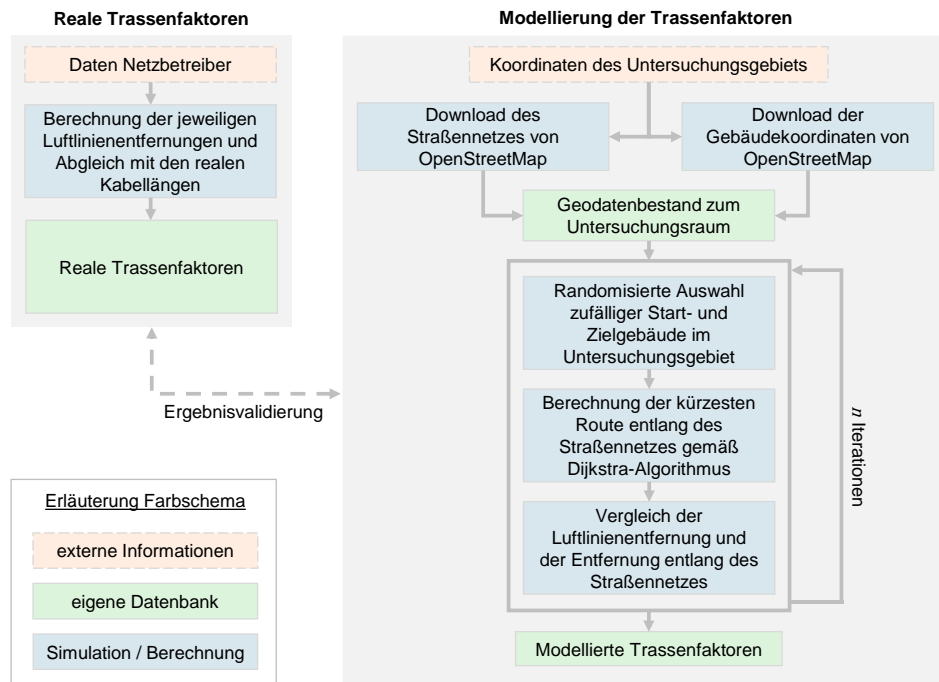 Reale Trassenfaktoren
Daten Netzbetreiber
Berechnung der jeweiligen
Luftlinienentfernungen und
Abgleich mit den realen
Kabellängen
Reale Trassenfaktoren
Ergebnisvalidierung
Modellierung der Trassenfaktoren
Koordinaten des Untersuchungsgebiets
Download des
Straßennetzes von
OpenStreetMap
Download der
Gebäudekoordinaten von
OpenStreetMap
Geodatenbestand zum
Untersuchungsraum
Randomisierte Auswahl
zufälliger Start- und
Zielgebäude im
Untersuchungsgebiet
Berechnung der kürzesten
Route entlang des
Straßennetzes gemäß
Dijkstra-Algorithmus
Vergleich der
Luftlinienentfernung und
der Entfernung entlang des
Straßennetzes
n Iterationen
Modellierte Trassenfaktoren
Erläuterung Farbschema
externe Informationen
eigene Datenbank
Simulation / Berechnung